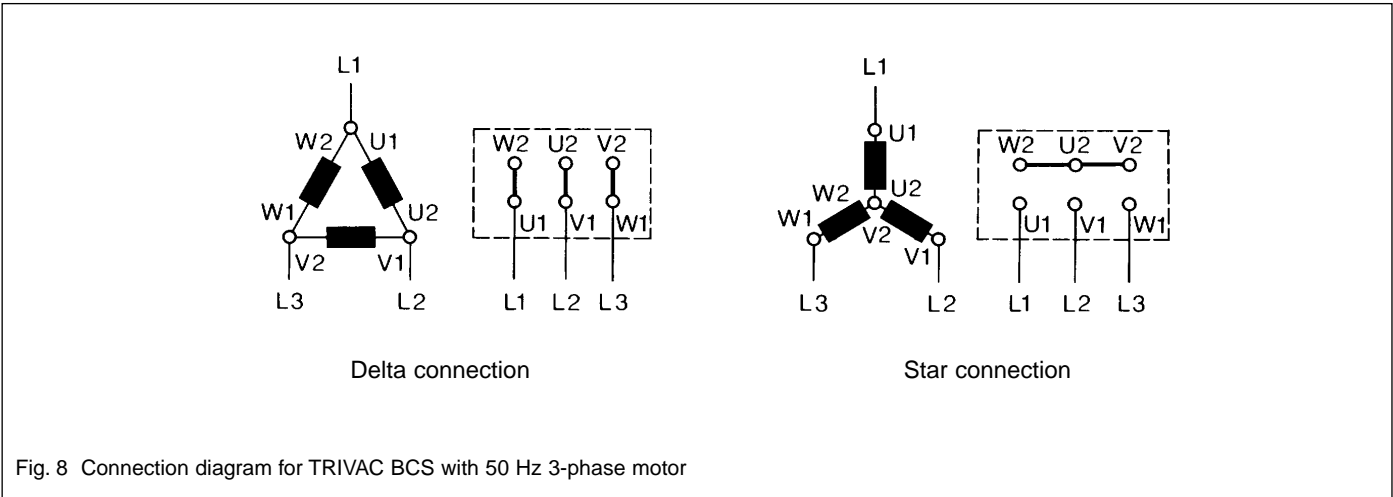 L1
W2 U1
W1 U2
V2 V1
L3 L2
W2 U2 V2
U1 V1 W1
L1 L2 L3
Delta connection
L1
U1
W2 U2
W1
V2 V1
L3 L2
W2 U2 V2
U1 V1 W1
L1 L2 L3
Star connection
Fig. 8 Connection diagram for TRIVAC BCS with 50 Hz 3-phase motor